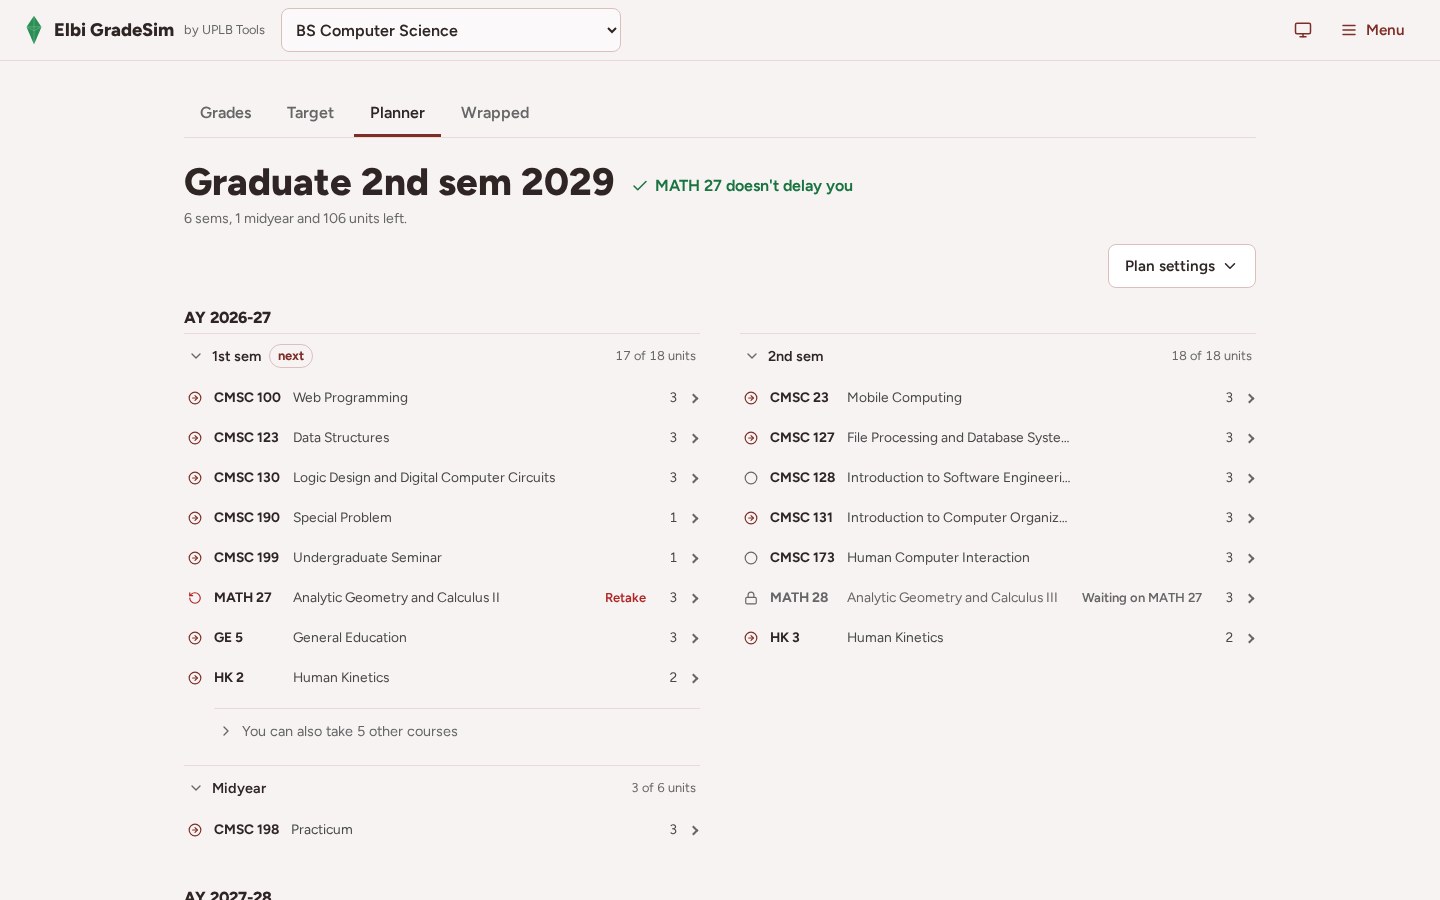 Elbi GradeSim by UPLB Tools
BS Computer Science
Menu
Grades Target Planner Wrapped
Graduate 2nd sem 2029 MATH 27 doesn't delay you
6 sems, 1 midyear and 106 units left.
Plan settings
AY 2026-27
1st sem next 17 of 18 units
CMSC 100 Web Programming 3
CMSC 123 Data Structures 3
CMSC 130 Logic Design and Digital Computer Circuits 3
CMSC 190 Special Problem 1
CMSC 199 Undergraduate Seminar 1
MATH 27 Analytic Geometry and Calculus II Retake 3
GE 5 General Education 3
HK 2 Human Kinetics 2
You can also take 5 other courses
2nd sem 18 of 18 units
CMSC 23 Mobile Computing 3
CMSC 127 File Processing and Database Syste... 3
CMSC 128 Introduction to Software Engineeri... 3
CMSC 131 Introduction to Computer Organiz... 3
CMSC 173 Human Computer Interaction 3
MATH 28 Analytic Geometry and Calculus III Waiting on MATH 27 3
HK 3 Human Kinetics 2
Midyear 3 of 6 units
CMSC 198 Practicum 3
AY 2027-28